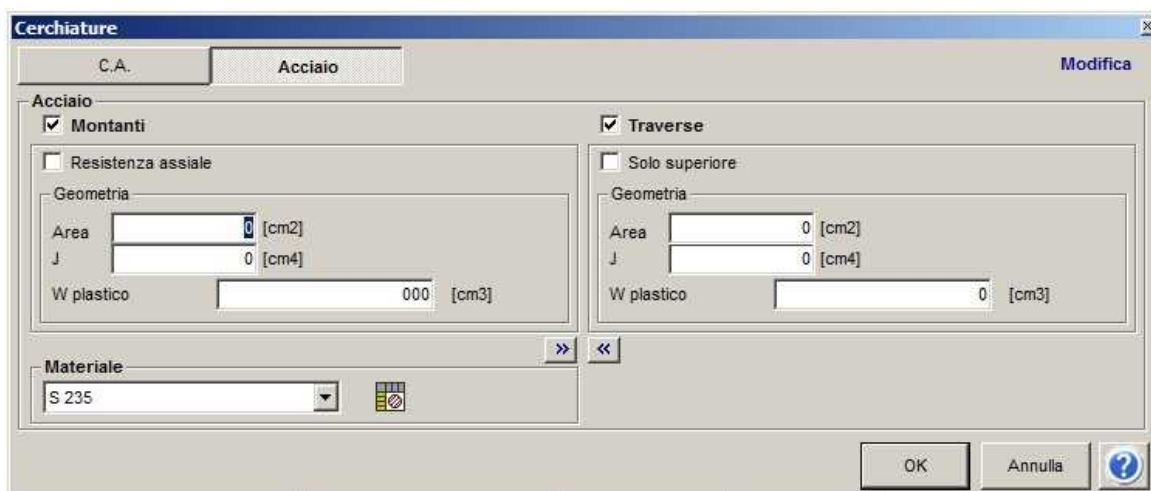 Cerchiature
C.A. Acciaio Modifica
Acciaio
Montanti Traverse
Resistenza assiale Solo superiore
Geometria Geometria
Area 0 [cm2] Area 0 [cm2]
J 0 [cm4] J 0 [cm4]
W plastico 000 [cm3] W plastico 0 [cm3]
» «
Materiale
S 235
OK Annulla ?